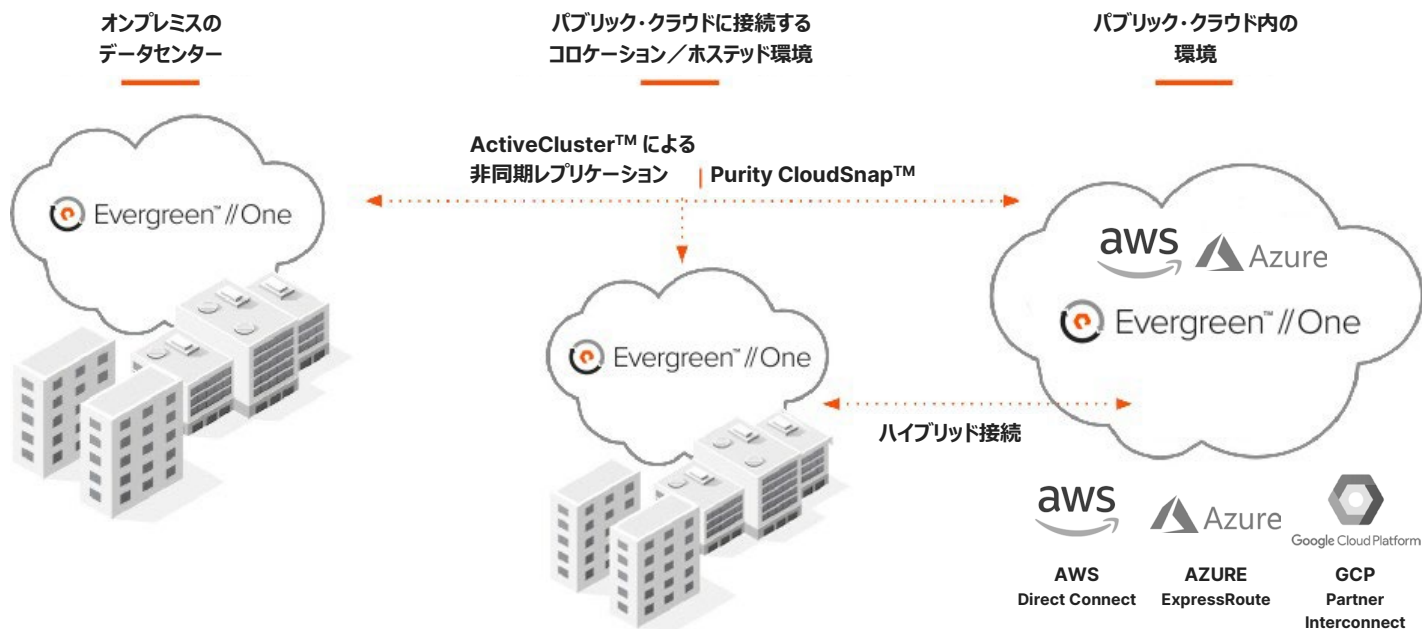 オンプレミスの
データセンター
パブリック・クラウドに接続する
コロケーション／ホステッド環境
パブリック・クラウド内の
環境
ActiveCluster™ による
非同期レプリケーション | Purity CloudSnap™
Evergreen™//One
aws Azure
Evergreen™//One
Evergreen™//One
ハイブリッド接続
aws Azure Google Cloud Platform
AWS
Direct Connect
AZURE
ExpressRoute
GCP
Partner
Interconnect